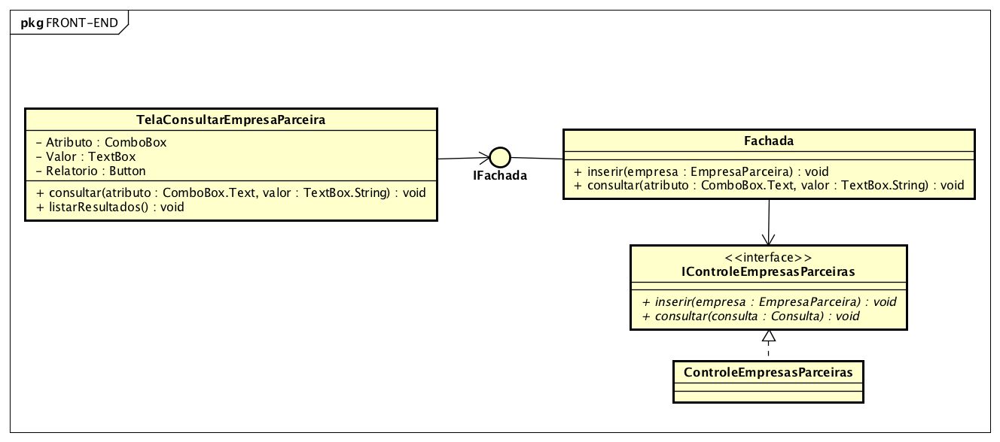 pkg FRONT-END
TelaConsultarEmpresaParceira
- Atributo : ComboBox
- Valor : TextBox
- Relatorio : Button
+ consultar(atributo : ComboBox.Text, valor : TextBox.String) : void
+ listarResultados() : void
IFachada
Fachada
+ inserir(empresa : EmpresaParceira) : void
+ consultar(atributo : ComboBox.Text, valor : TextBox.String) : void
<<interface>>
IControleEmpresasParceiras
+ inserir(empresa : EmpresaParceira) : void
+ consultar(consulta : Consulta) : void
ControleEmpresasParceiras